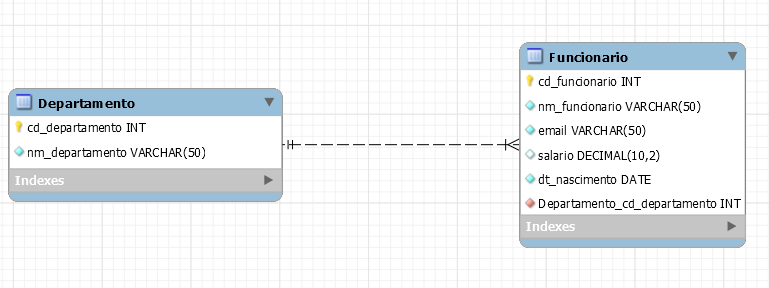 Departamento
cd_departamento INT
nm_departamento VARCHAR(50)
Indexes
Funcionario
cd_funcionario INT
nm_funcionario VARCHAR(50)
email VARCHAR(50)
salario DECIMAL(10,2)
dt_nascimento DATE
Departamento_cd_departamento INT
Indexes